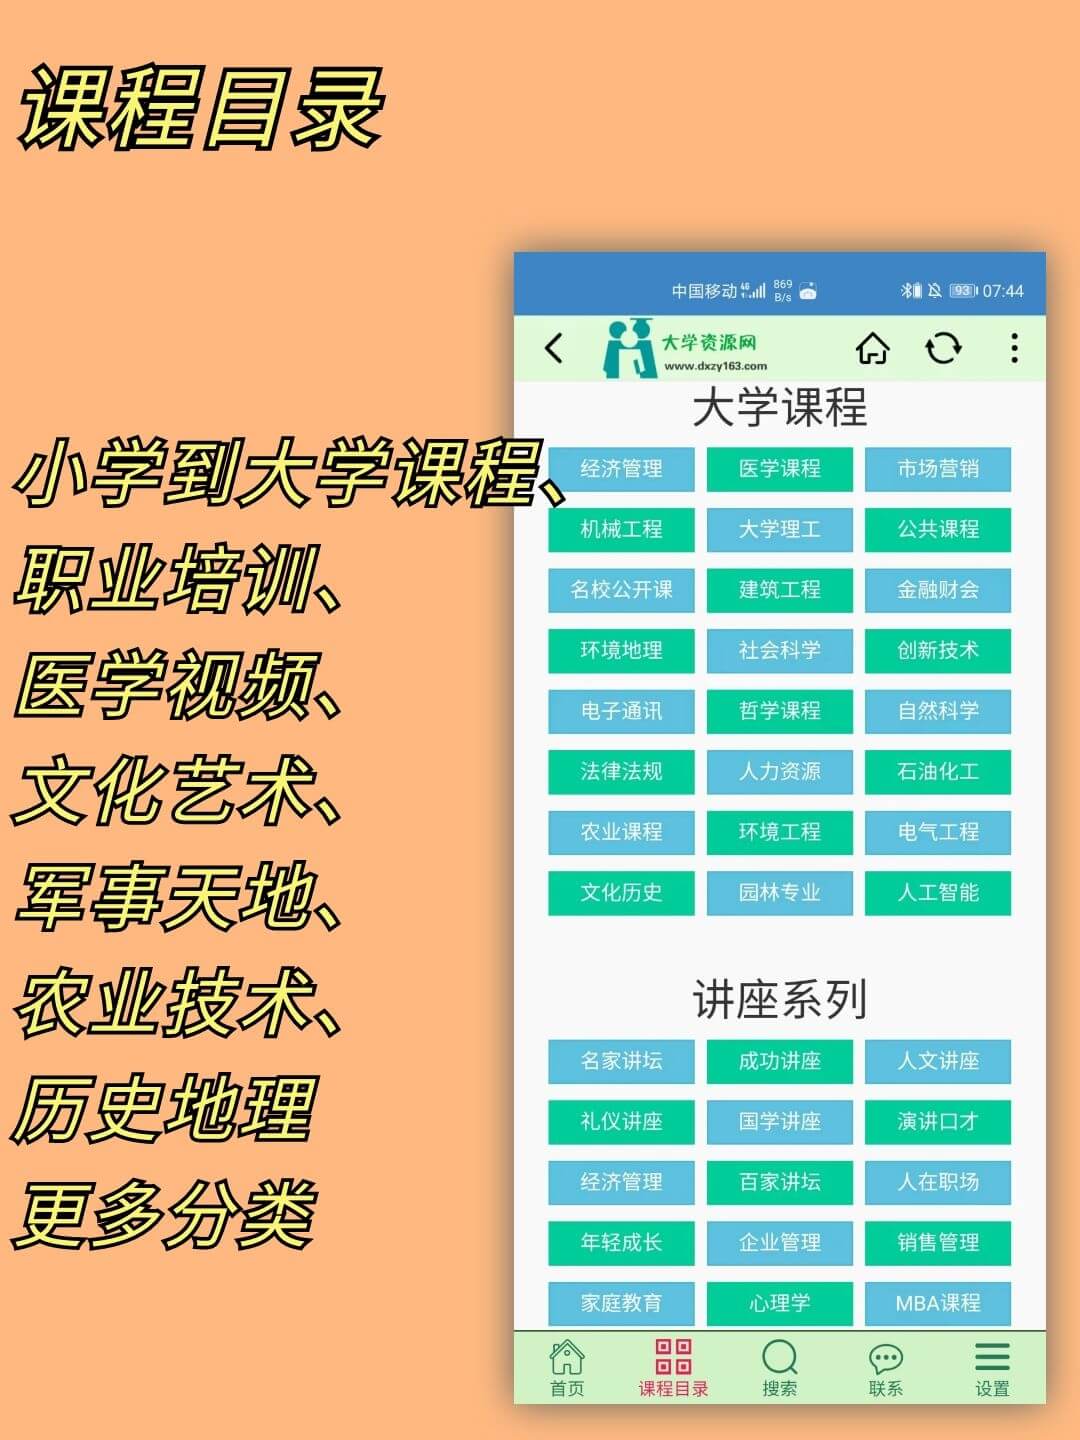 课程目录
小学到大学课程、
职业培训、
医学视频、
文化艺术、
军事天地、
农业技术、
历史地理
更多分类
中国移动 4G 869 B/s 93 07:44
大学资源网
www.dxzy163.com
大学课程
经济管理 医学课程 市场营销
机械工程 大学理工 公共课程
名校公开课 建筑工程 金融财会
环境地理 社会科学 创新技术
电子通讯 哲学课程 自然科学
法律法规 人力资源 石油化工
农业课程 环境工程 电气工程
文化历史 园林专业 人工智能
讲座系列
名家讲坛 成功讲座 人文讲座
礼仪讲座 国学讲座 演讲口才
经济管理 百家讲坛 人在职场
年轻成长 企业管理 销售管理
家庭教育 心理学 MBA课程
首页 课程目录 搜索 联系 设置